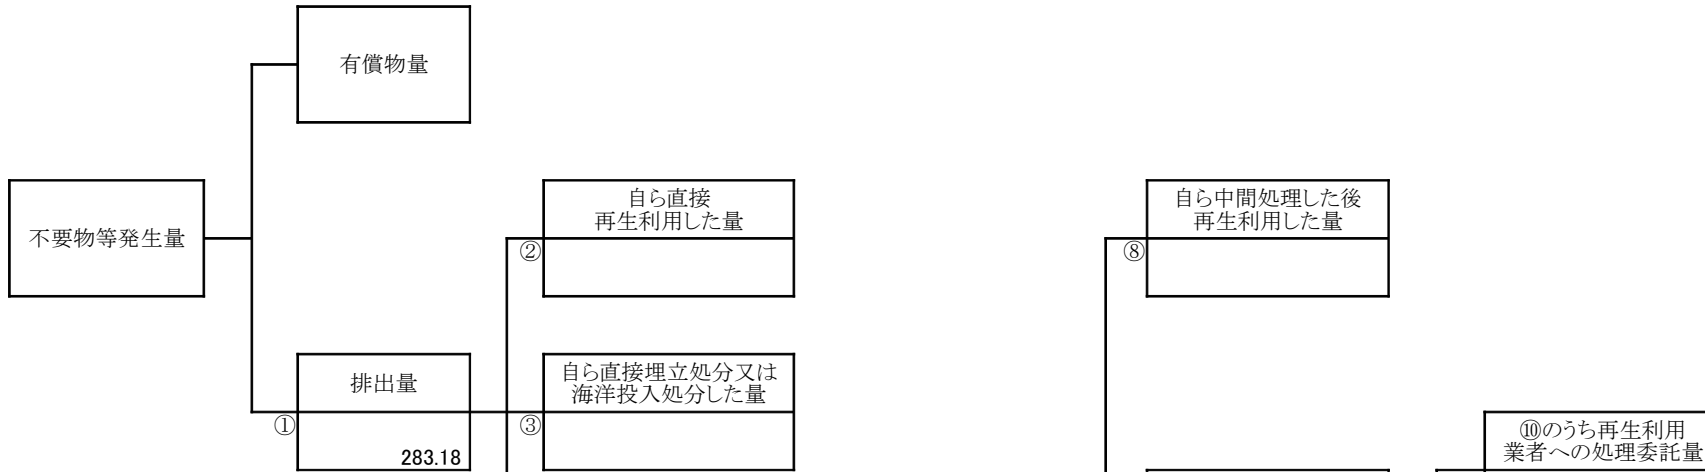 有償物量
不要物等発生量
自ら直接
再生利用した量
②
自ら中間処理した後
再生利用した量
⑧
排出量
①
283.18
自ら直接埋立処分又は
海洋投入処分した量
③
⑩のうち再生利用
業者への処理委託量